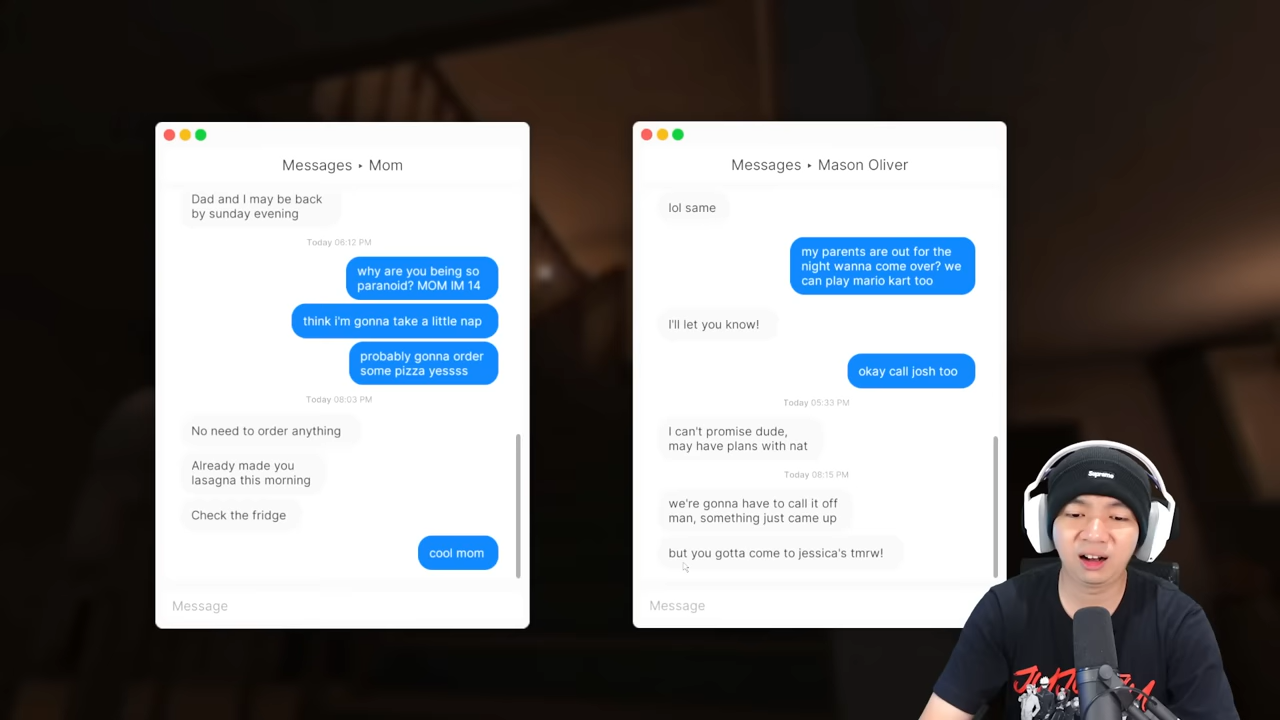 Messages ▸ Mom
Dad and I may be back
by sunday evening
Today 08:12 PM
why are you being so
paranoid? MOM IM 14
think i'm gonna take a little nap
probably gonna order
some pizza yessss
Today 08:03 PM
No need to order anything
Already made you
lasagna this morning
Check the fridge
cool mom
Message
Messages ▸ Mason Oliver
lol same
my parents are out for the
night wanna come over? we
can play mario kart too
I'll let you know!
okay call josh too
Today 05:33 PM
I can't promise dude,
may have plans with nat
Today 08:15 PM
we're gonna have to call it off
man, something just came up
but you gotta come to jessica's tmrw!
Message
Supreme